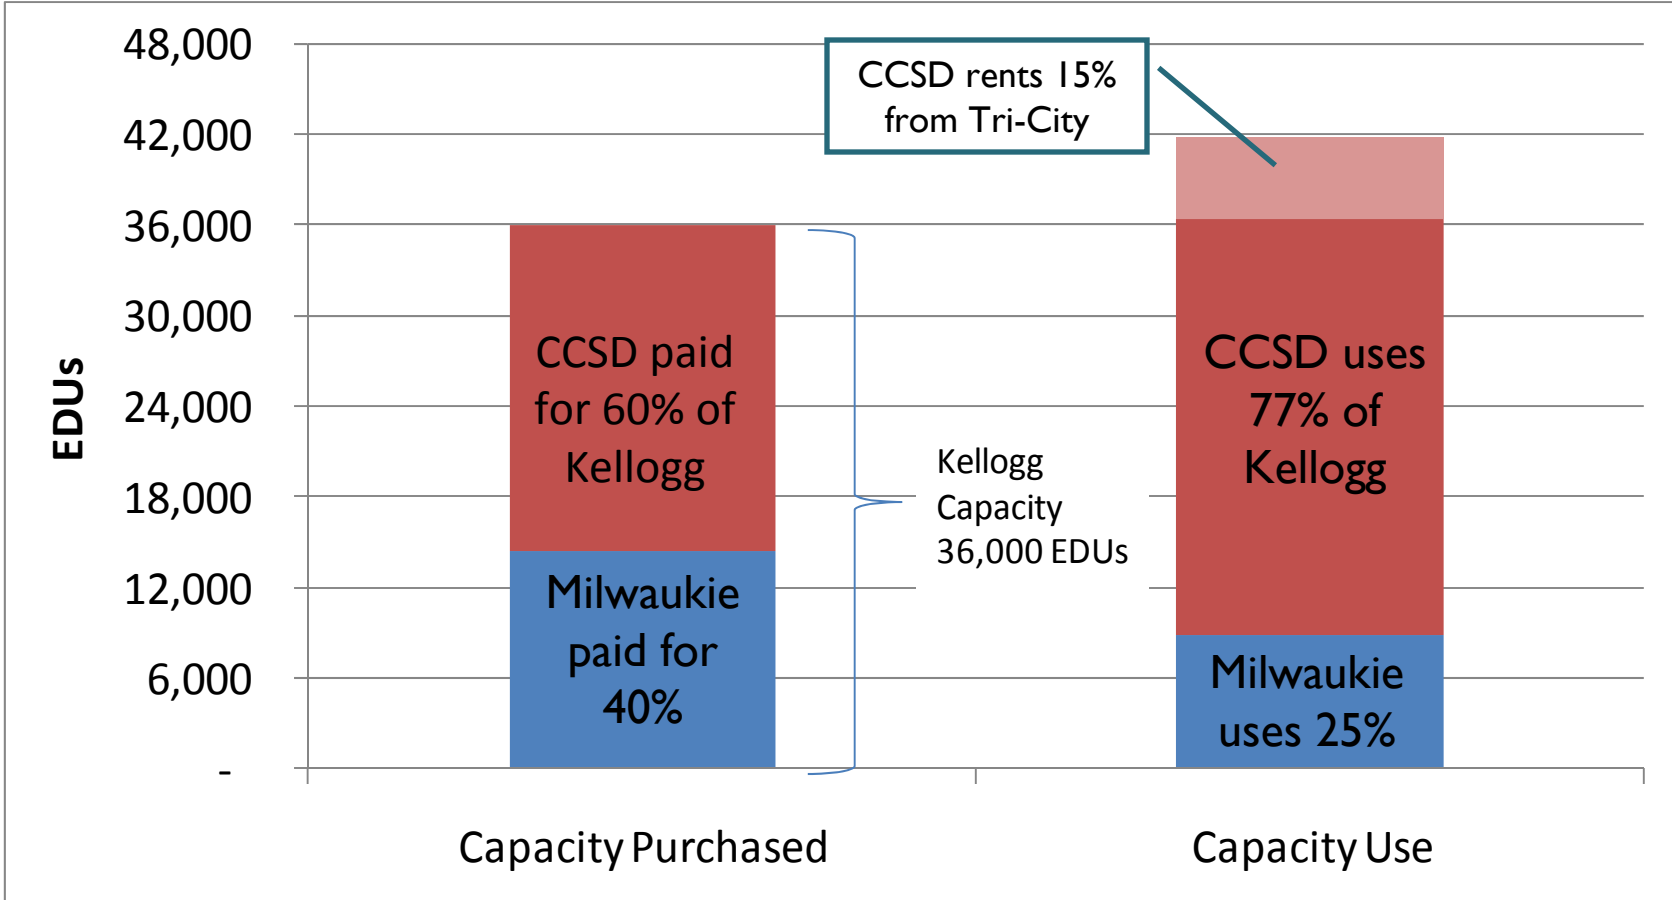 48,000
42,000
36,000
30,000
24,000
18,000
12,000
6,000
-
EDUs
CCSD rents 15%
from Tri-City
CCSD paid
for 60% of
Kellogg
Milwaukie
paid for
40%
Kellogg
Capacity
36,000 EDUs
CCSD uses
77% of
Kellogg
Milwaukie
uses 25%
Capacity Purchased
Capacity Use